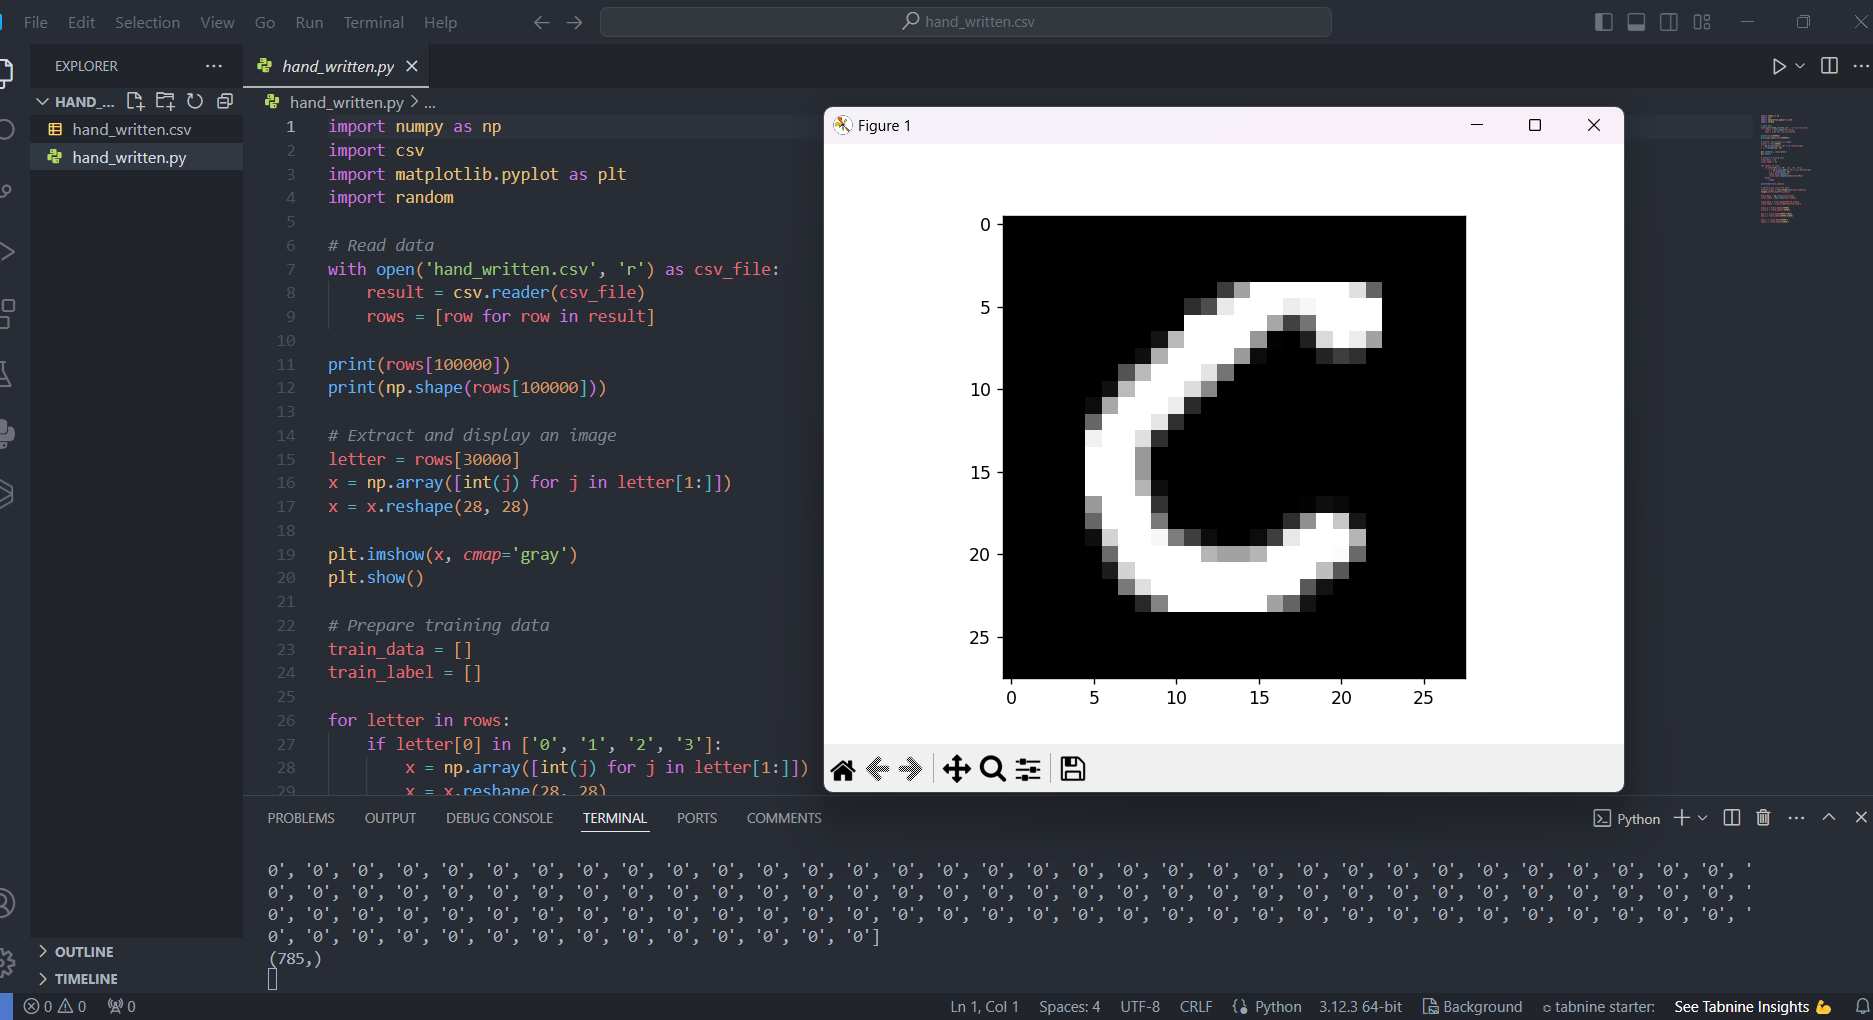 File Edit Selection View Go Run Terminal Help
hand_written.csv
EXPLORER
hand_written.py
HAND_...
hand_written.py > ...
hand_written.csv
hand_written.py
1 import numpy as np
2 import csv
3 import matplotlib.pyplot as plt
4 import random
5
6 # Read data
7 with open('hand_written.csv', 'r') as csv_file:
8 result = csv.reader(csv_file)
9 rows = [row for row in result]
10
11 print(rows[100000])
12 print(np.shape(rows[100000]))
13
14 # Extract and display an image
15 letter = rows[30000]
16 x = np.array([int(j) for j in letter[1:]])
17 x = x.reshape(28, 28)
18
19 plt.imshow(x, cmap='gray')
20 plt.show()
21
22 # Prepare training data
23 train_data = []
24 train_label = []
25
26 for letter in rows:
27 if letter[0] in ['0', '1', '2', '3']:
28 x = np.array([int(j) for j in letter[1:]])
29 x = x.reshape(28, 28)
Figure 1
0
5
10
15
20
25
0 5 10 15 20 25
C
PROBLEMS OUTPUT DEBUG CONSOLE TERMINAL PORTS COMMENTS
Python
0', '0', '0', '0', '0', '0', '0', '0', '0', '0', '0', '0', '0', '0', '0', '0', '0', '0', '0', '0', '0', '0', '0', '0', '0', '0', '0', '0', '0', '0', '0', '0', '0', '
0', '0', '0', '0', '0', '0', '0', '0', '0', '0', '0', '0', '0', '0', '0', '0', '0', '0', '0', '0', '0', '0', '0', '0', '0', '0', '0', '0', '0', '0', '0', '0', '0', '
0', '0', '0', '0', '0', '0', '0', '0', '0', '0', '0', '0', '0', '0', '0', '0', '0', '0', '0', '0', '0', '0', '0', '0', '0', '0', '0', '0', '0', '0', '0', '0', '0', '
0', '0', '0', '0', '0', '0', '0', '0', '0', '0', '0', '0', '0', '0']
(785,)
OUTLINE
TIMELINE
0 0 0
Ln 1, Col 1 Spaces: 4 UTF-8 CRLF Python 3.12.3 64-bit Background tabnine starter: See Tabnine Insights